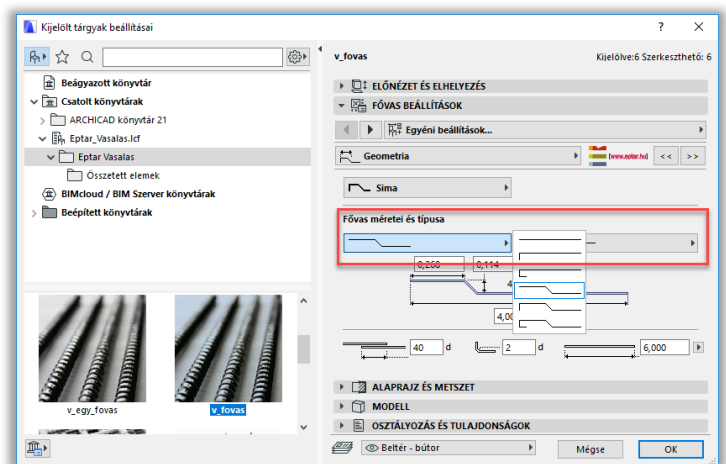 Kijelölt tárgyak beállításai
? ×
Beágyazott könyvtár
Csatolt könyvtárak
ARCHICAD könyvtár 21
Eptar_Vasalas.lcf
Eptar Vasalas
Összetett elemek
BIMcloud / BIM Szerver könyvtárak
Beépített könyvtárak
v_egy_fovas
v_fovas
v_fovas
Kijelölve:6 Szerkeszthető: 6
ELŐNÉZET ÉS ELHELYEZÉS
FŐVAS BEÁLLÍTÁSOK
Egyéni beállítások...
Geometria
[www.eptar.hu]
<< >>
Sima
Fővas méretei és típusa
0,268 0,114
4
4,00
40 d 2 d 6,000
ALAPRAJZ ÉS METSZET
MODELL
OSZTÁLYOZÁS ÉS TULAJDONSÁGOK
Beltér - bútor
Mégse OK